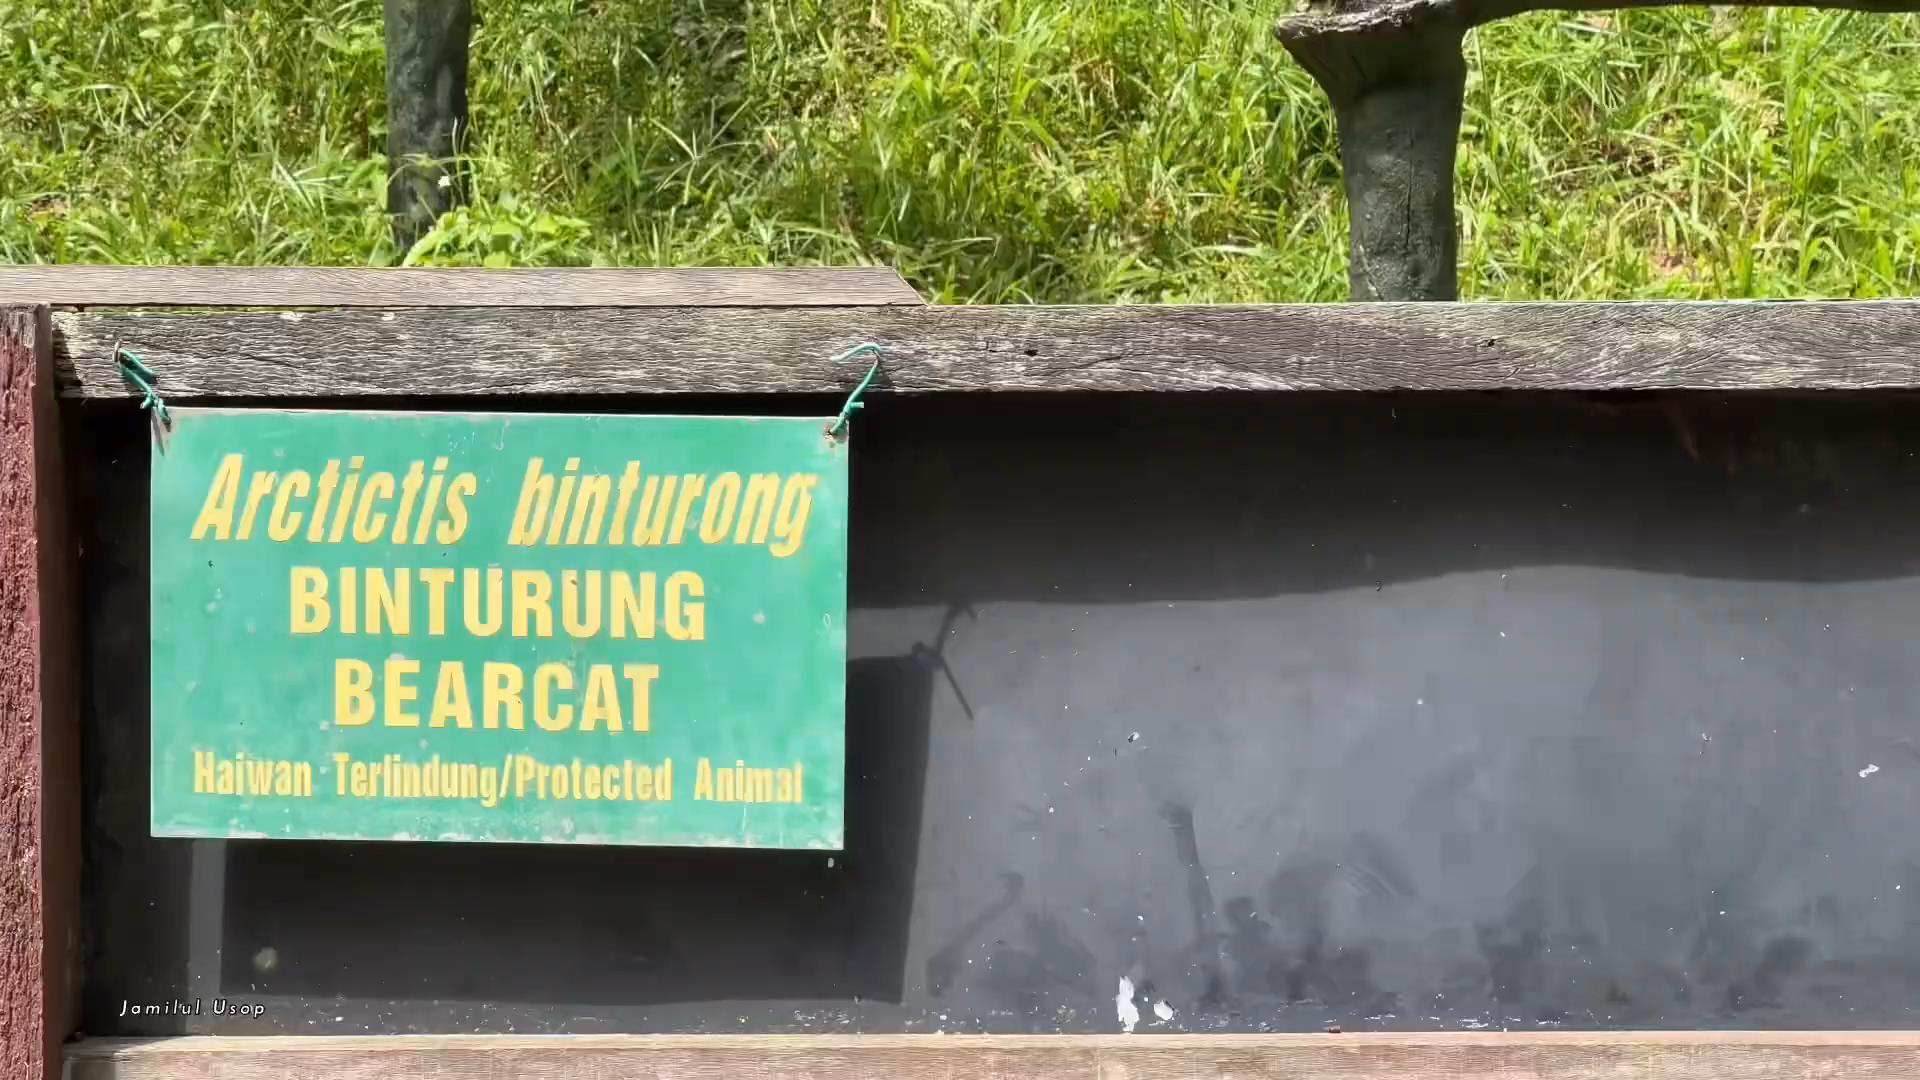 Arctictis binturong
BINTURUNG
BEARCAT
Haiwan Terlindung/Protected Animal
Jamilul Usop